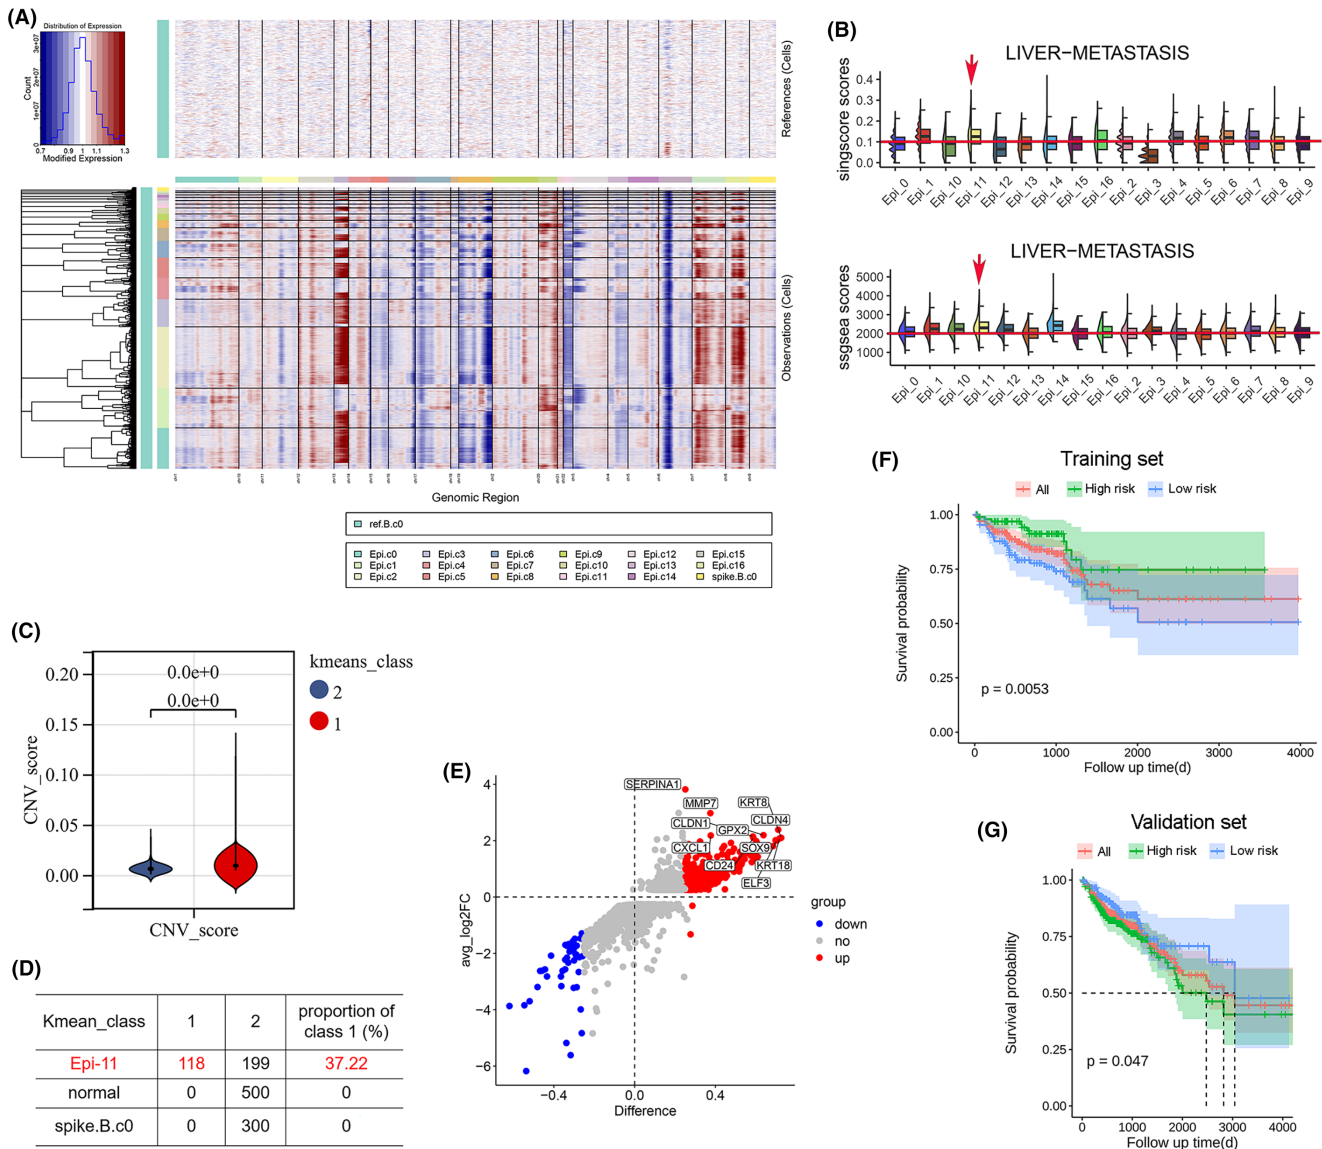 (A)
Distribution of Expression
Count
0
1e+07
2e+07
3e+07
0.7
0.9
1
1.1
1.3
Modified Expression
References (Cells)
Observations (Cells)
Genomic Region
ref.B.c0
Epi.c0
Epi.c3
Epi.c6
Epi.c9
Epi.c12
Epi.c15
Epi.c1
Epi.c4
Epi.c7
Epi.c10
Epi.c13
Epi.c16
Epi.c2
Epi.c5
Epi.c8
Epi.c11
Epi.c14
spike.B.c0
(B)
LIVER−METASTASIS
singscore scores
0.4
0.3
0.2
0.1
0.0
Epi_0
Epi_1
Epi_10
Epi_11
Epi_12
Epi_13
Epi_14
Epi_15
Epi_16
Epi_2
Epi_3
Epi_4
Epi_5
Epi_6
Epi_7
Epi_8
Epi_9
LIVER−METASTASIS
ssgsea scores
5000
4000
3000
2000
1000
Epi_0
Epi_1
Epi_10
Epi_11
Epi_12
Epi_13
Epi_14
Epi_15
Epi_16
Epi_2
Epi_3
Epi_4
Epi_5
Epi_6
Epi_7
Epi_8
Epi_9
(C)
CNV_score
0.20
0.15
0.10
0.05
0.00
0.0e+0
0.0e+0
CNV_score
kmeans_class
2
1
(D)
Kmean_class 1 2 proportion of
class 1 (%)
Epi-11 118 199 37.22
normal 0 500 0
spike.B.c0 0 300 0
(E)
avg_log2FC
4
2
0
−2
−4
−6
−0.4
0.0
0.4
Difference
SERPINA1
MMP7
KRT8
CLDN1
GPX2
CLDN4
CXCL1
SOX9
CD24
KRT18
ELF3
group
down
no
up
(F)
Training set
All High risk Low risk
Survival probability
1.00
0.75
0.50
0.25
0.00
p = 0.0053
0 1000 2000 3000 4000
Follow up time(d)
(G)
Validation set
All High risk Low risk
Survival probability
1.00
0.75
0.50
0.25
0.00
p = 0.047
0 1000 2000 3000 4000
Follow up time(d)